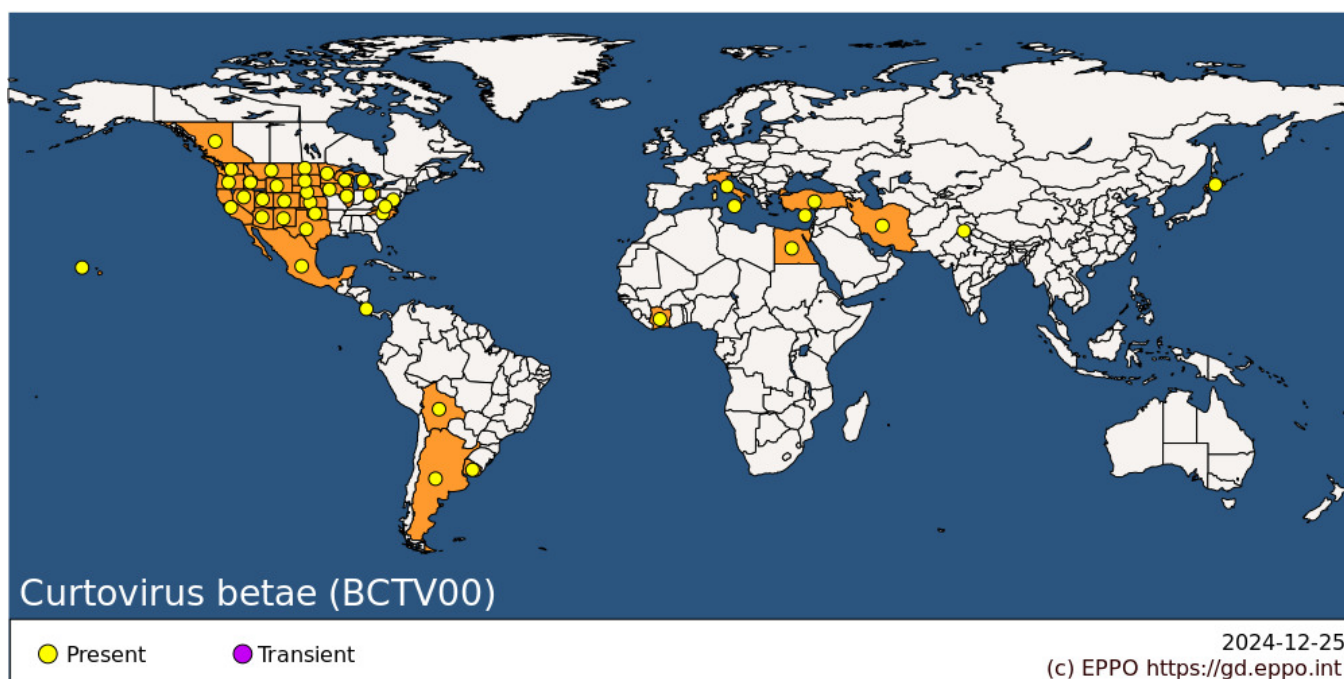 Curtovirus betae (BCTV00)
Present
Transient
2024-12-25
(c) EPPO https://gd.eppo.int